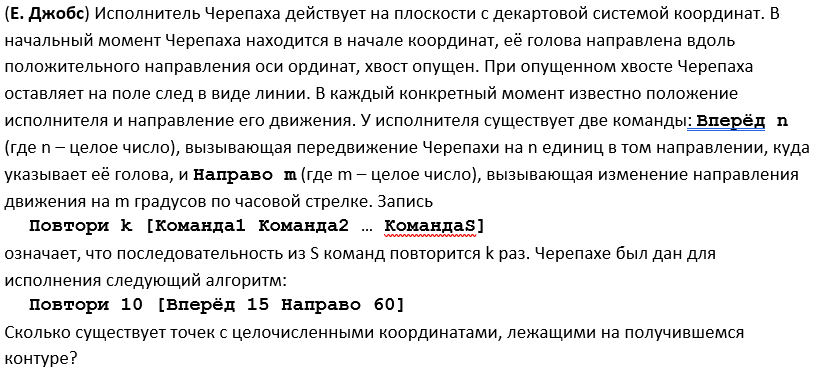 (Е. Джобс) Исполнитель Черепаха действует на плоскости с декартовой системой координат. В
начальный момент Черепаха находится в начале координат, её голова направлена вдоль
положительного направления оси ординат, хвост опущен. При опущенном хвосте Черепаха
оставляет на поле след в виде линии. В каждый конкретный момент известно положение
исполнителя и направление его движения. У исполнителя существует две команды: Вперёд n
(где n – целое число), вызывающая передвижение Черепахи на n единиц в том направлении, куда
указывает её голова, и Направо m (где m – целое число), вызывающая изменение направления
движения на m градусов по часовой стрелке. Запись
Повтори k [Команда1 Команда2 … КомандаS]
означает, что последовательность из S команд повторится k раз. Черепахе был дан для
исполнения следующий алгоритм:
Повтори 10 [Вперёд 15 Направо 60]
Сколько существует точек с целочисленными координатами, лежащими на получившемся
контуре?